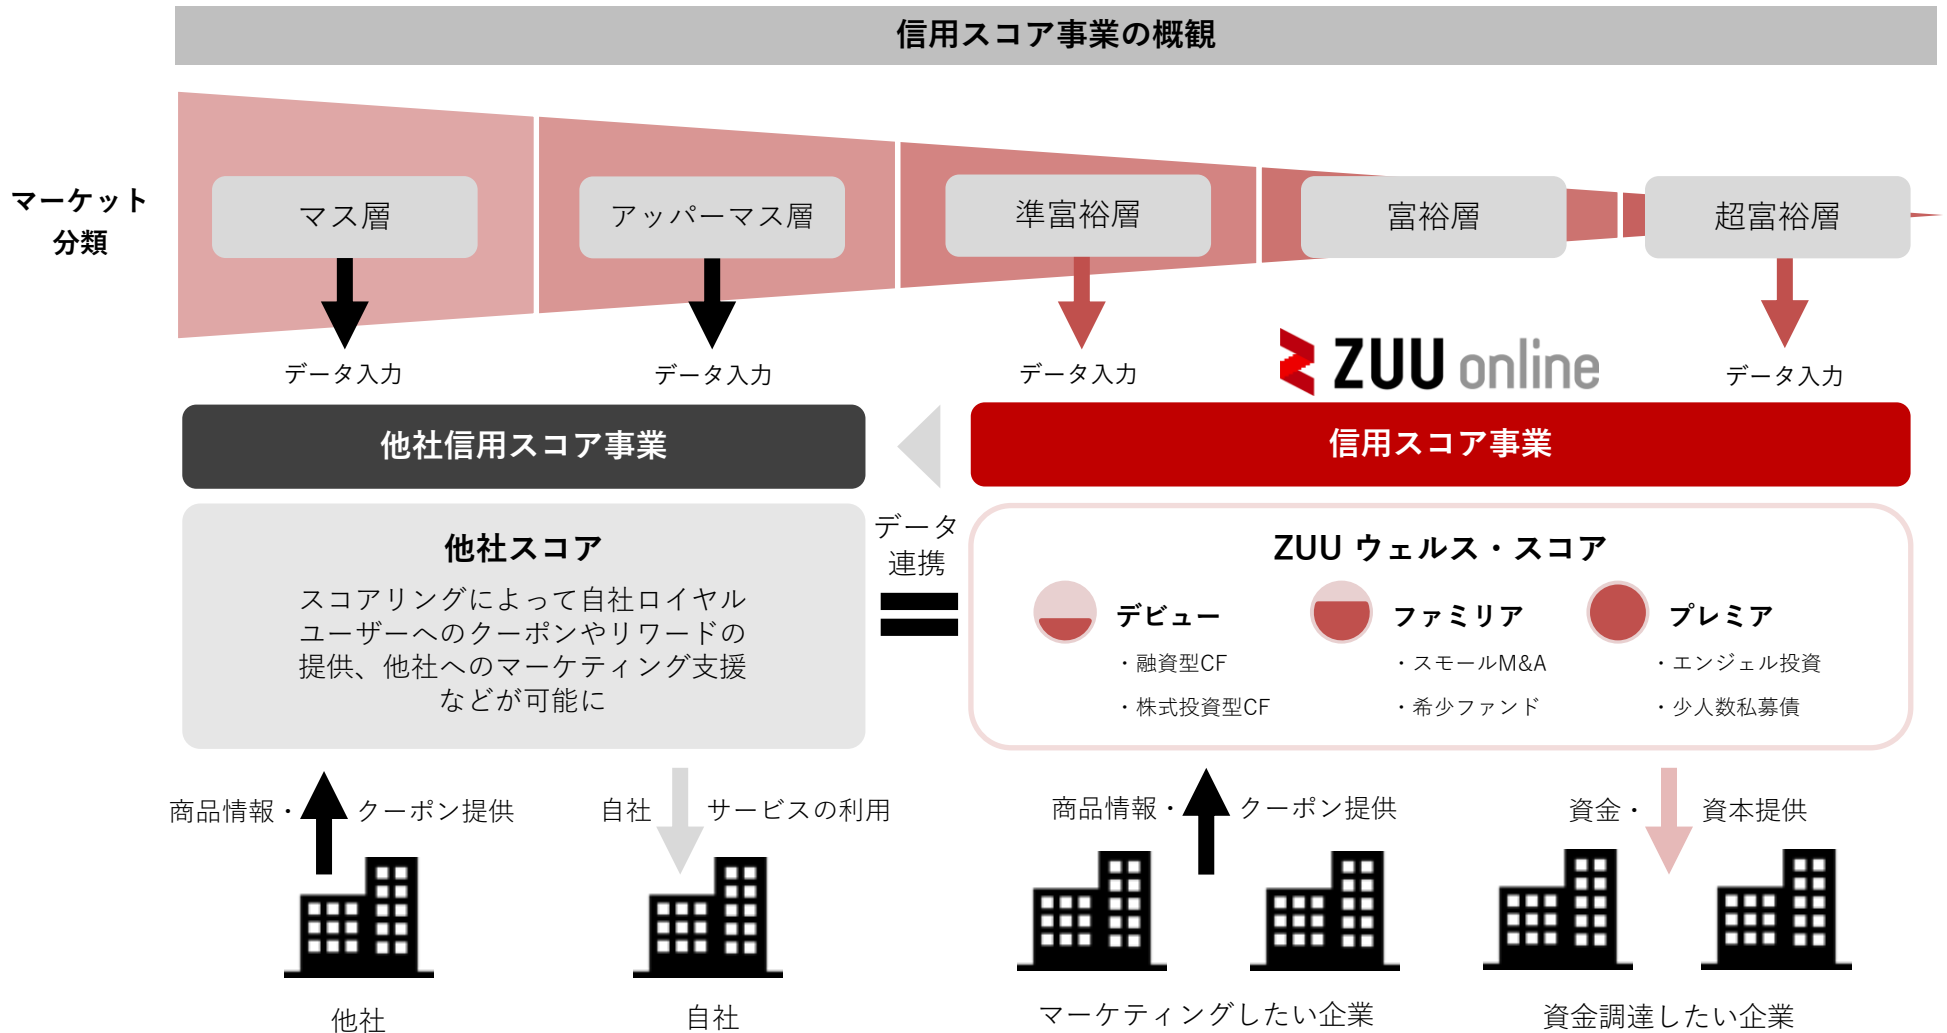 信用スコア事業の概観
マーケット
分類
マス層
アッパーマス層
準富裕層
富裕層
超富裕層
データ入力
データ入力
データ入力
ZUU online
データ入力
他社信用スコア事業
信用スコア事業
他社スコア
スコアリングによって自社ロイヤル
ユーザーへのクーポンやリワードの
提供、他社へのマーケティング支援
などが可能に
データ
連携
ZUU ウェルス・スコア
デビュー
・融資型CF
・株式投資型CF
ファミリア
・スモールM&A
・希少ファンド
プレミア
・エンジェル投資
・少人数私募債
商品情報・ クーポン提供
自社 サービスの利用
商品情報・ クーポン提供
資金・ 資本提供
他社
自社
マーケティングしたい企業
資金調達したい企業